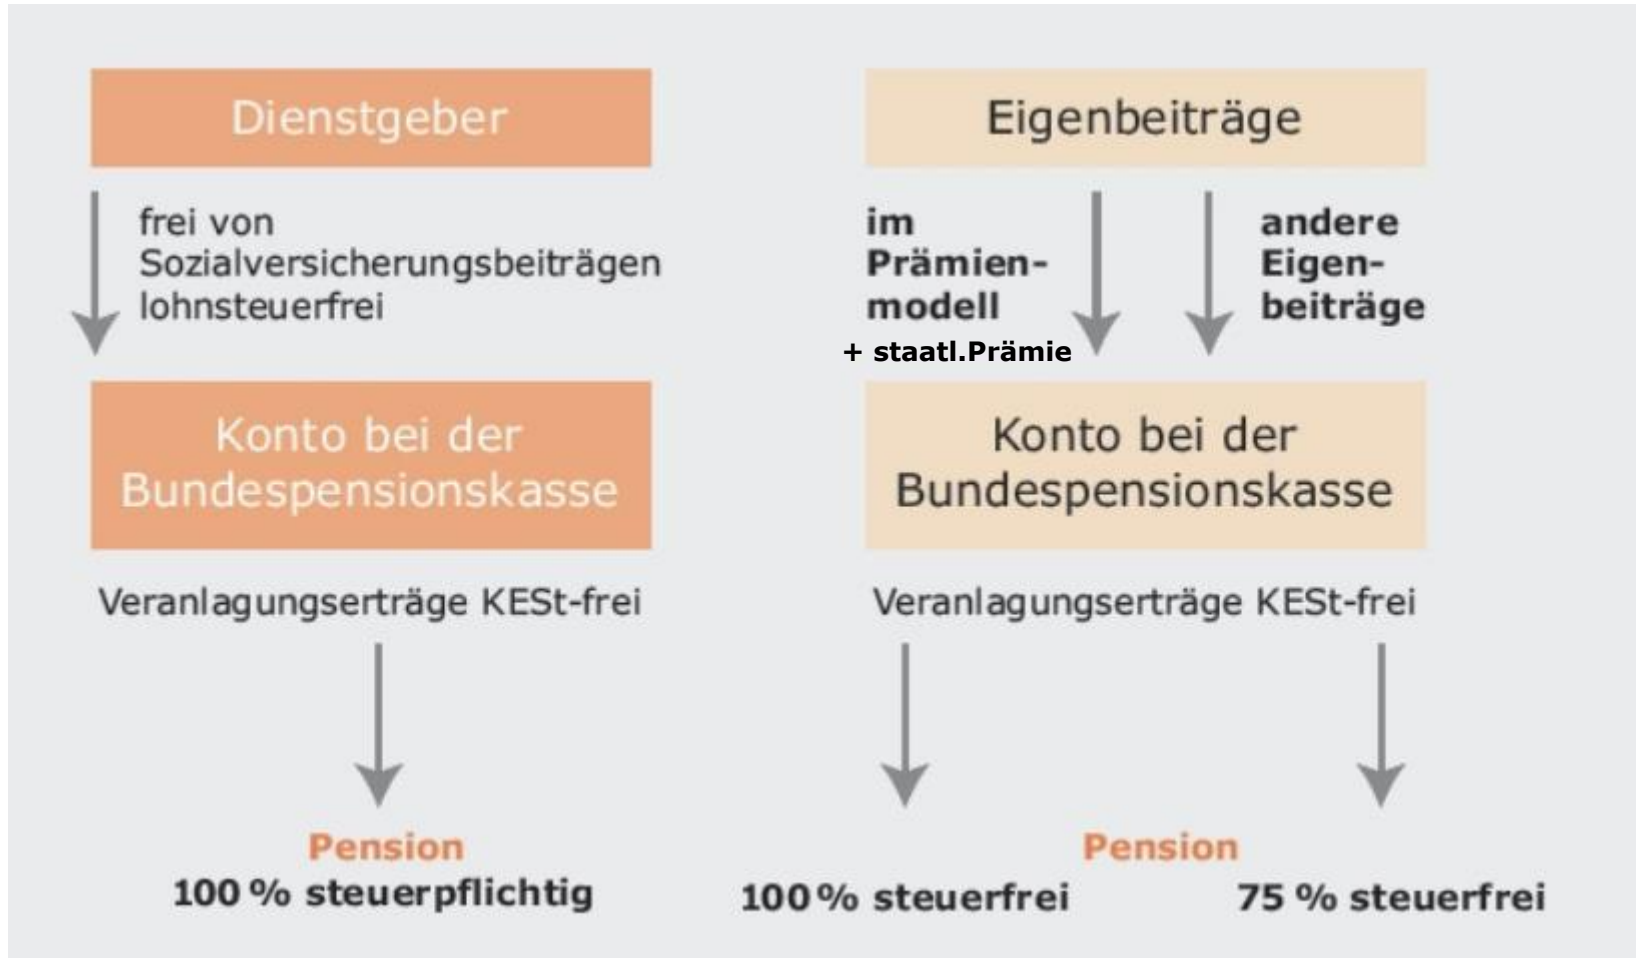 Dienstgeber
frei von
Sozialversicherungsbeiträgen
lohnsteuerfrei
Konto bei der
Bundespensionskasse
Veranlagungserträge KESt-frei
Pension
100 % steuerpflichtig
Eigenbeiträge
im
Prämien-
modell
+ staatl.Prämie
andere
Eigen-
beiträge
Konto bei der
Bundespensionskasse
Veranlagungserträge KESt-frei
Pension
100 % steuerfrei
75 % steuerfrei